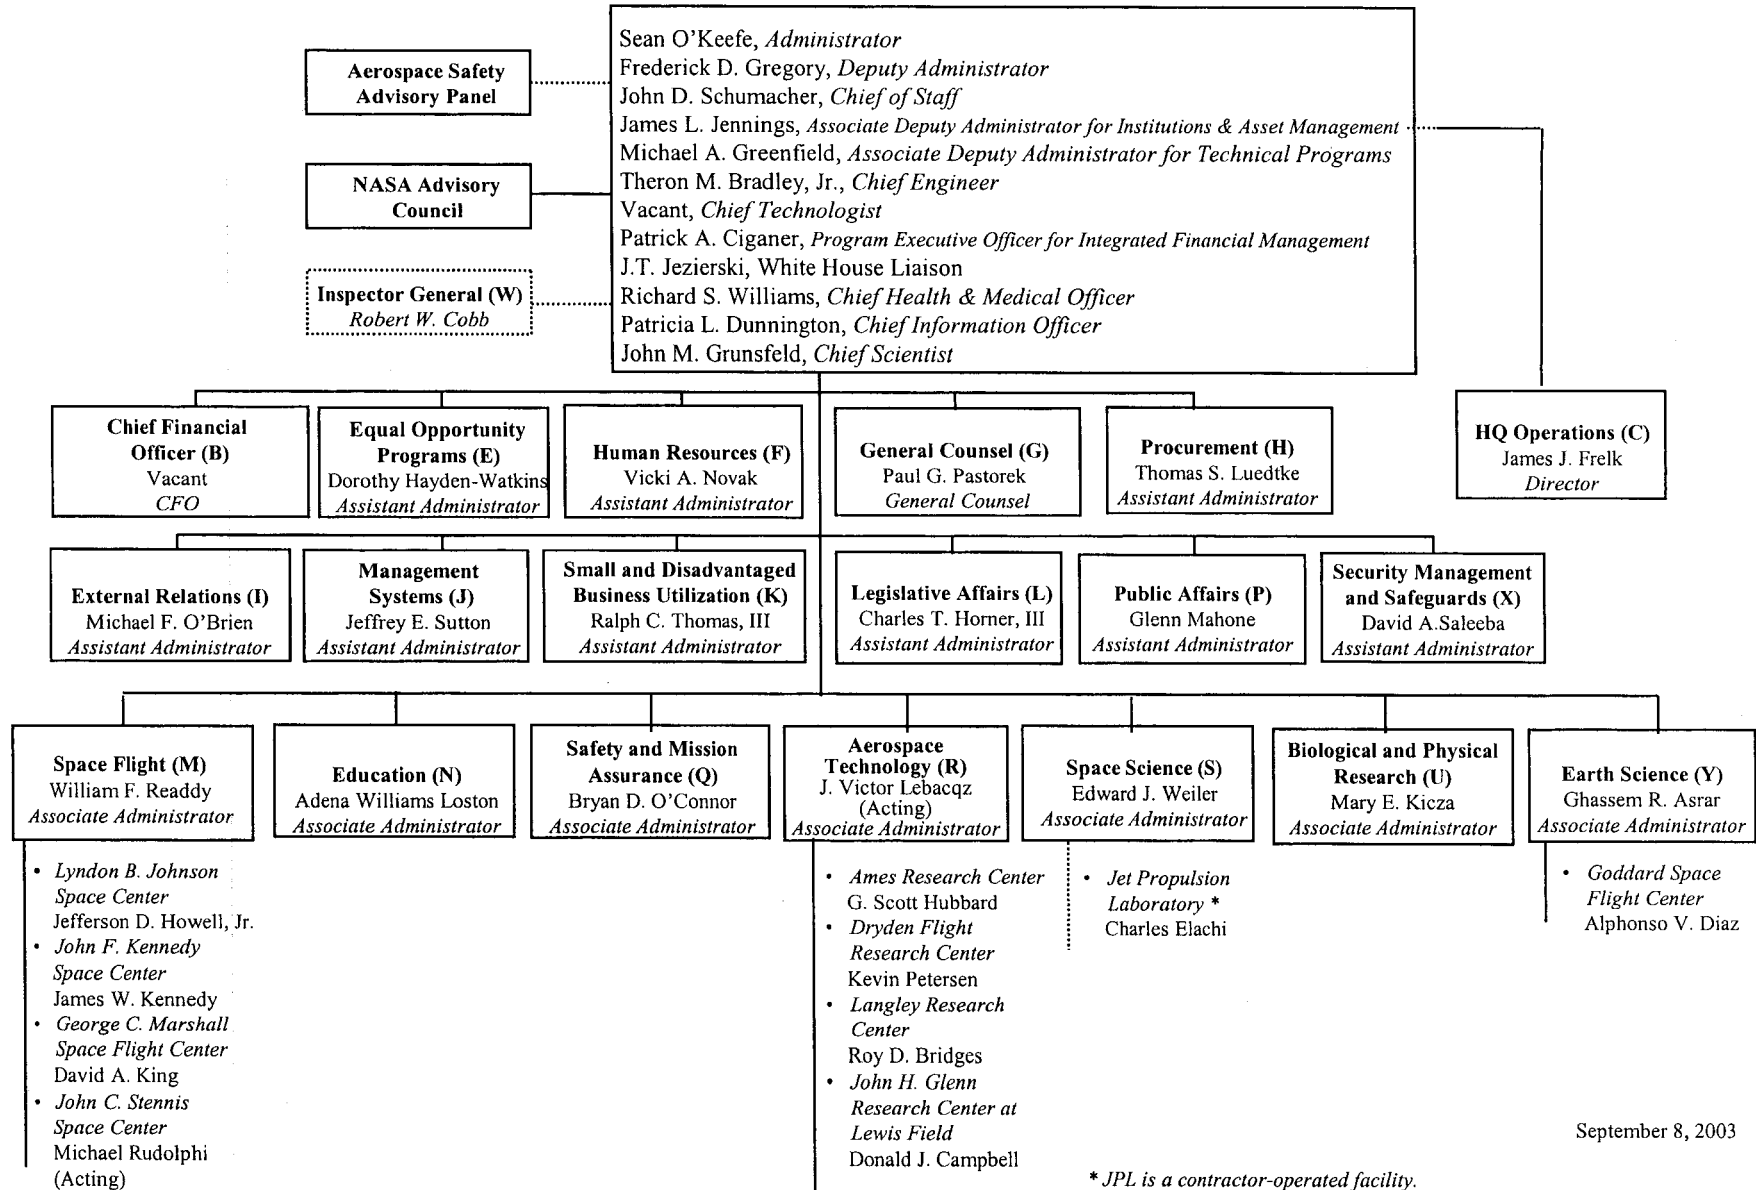 Aerospace Safety
Advisory Panel
NASA Advisory
Council
Inspector General (W)
Robert W. Cobb
Sean O'Keefe, Administrator
Frederick D. Gregory, Deputy Administrator
John D. Schumacher, Chief of Staff
James L. Jennings, Associate Deputy Administrator for Institutions & Asset Management
Michael A. Greenfield, Associate Deputy Administrator for Technical Programs
Theron M. Bradley, Jr., Chief Engineer
Vacant, Chief Technologist
Patrick A. Ciganer, Program Executive Officer for Integrated Financial Management
J.T. Jezierski, White House Liaison
Richard S. Williams, Chief Health & Medical Officer
Patricia L. Dunnington, Chief Information Officer
John M. Grunsfeld, Chief Scientist
Chief Financial
Officer (B)
Vacant
CFO
Equal Opportunity
Programs (E)
Dorothy Hayden-Watkins
Assistant Administrator
Human Resources (F)
Vicki A. Novak
Assistant Administrator
General Counsel (G)
Paul G. Pastorek
General Counsel
Procurement (H)
Thomas S. Luedtke
Assistant Administrator
HQ Operations (C)
James J. Frelk
Director
External Relations (I)
Michael F. O'Brien
Assistant Administrator
Management
Systems (J)
Jeffrey E. Sutton
Assistant Administrator
Small and Disadvantaged
Business Utilization (K)
Ralph C. Thomas, III
Assistant Administrator
Legislative Affairs (L)
Charles T. Horner, III
Assistant Administrator
Public Affairs (P)
Glenn Mahone
Assistant Administrator
Security Management
and Safeguards (X)
David A.Saleeba
Assistant Administrator
Space Flight (M)
William F. Readdy
Associate Administrator
• Lyndon B. Johnson
Space Center
Jefferson D. Howell, Jr.
• John F. Kennedy
Space Center
James W. Kennedy
• George C. Marshall
Space Flight Center
David A. King
• John C. Stennis
Space Center
Michael Rudolphi
(Acting)
Education (N)
Adena Williams Loston
Associate Administrator
Safety and Mission
Assurance (Q)
Bryan D. O'Connor
Associate Administrator
Aerospace
Technology (R)
J. Victor Lebacqz
(Acting)
Associate Administrator
• Ames Research Center
G. Scott Hubbard
• Dryden Flight
Research Center
Kevin Petersen
• Langley Research
Center
Roy D. Bridges
• John H. Glenn
Research Center at
Lewis Field
Donald J. Campbell
Space Science (S)
Edward J. Weiler
Associate Administrator
• Jet Propulsion
Laboratory *
Charles Elachi
Biological and Physical
Research (U)
Mary E. Kicza
Associate Administrator
Earth Science (Y)
Ghassem R. Asrar
Associate Administrator
• Goddard Space
Flight Center
Alphonso V. Diaz
September 8, 2003
* JPL is a contractor-operated facility.